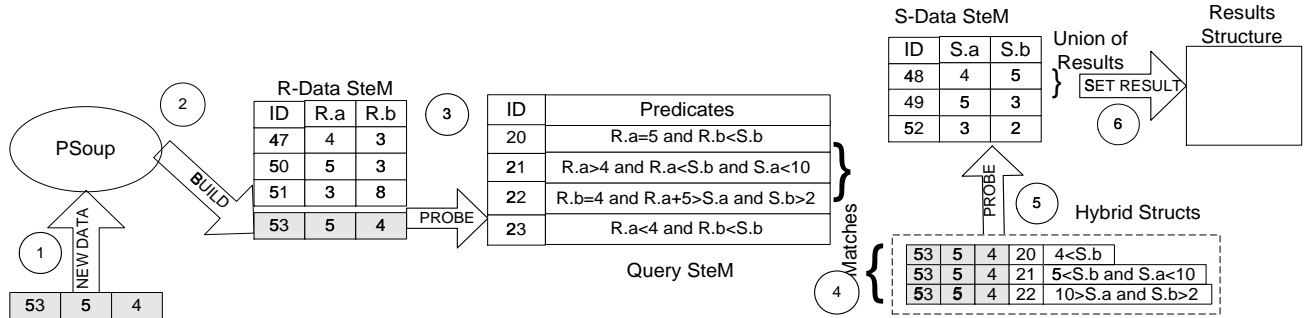 S-Data SteM
Results
Structure
ID S.a S.b
48 4 5
49 5 3
52 3 2
Union of
Results
}
SET RESULT
6
2
R-Data SteM
3
ID R.a R.b
47 4 3
50 5 3
51 3 8
53 5 4
PSoup
BUILD
PROBE
ID Predicates
20 R.a=5 and R.b<S.b
21 R.a>4 and R.a<S.b and S.a<10
22 R.b=4 and R.a+5>S.a and S.b>2
23 R.a<4 and R.b<S.b
}
Query SteM
1
NEW DATA
53 5 4
Matches
4
{
PROBE
5
Hybrid Structs
53 5 4 20 4<S.b
53 5 4 21 5<S.b and S.a<10
53 5 4 22 10>S.a and S.b>2